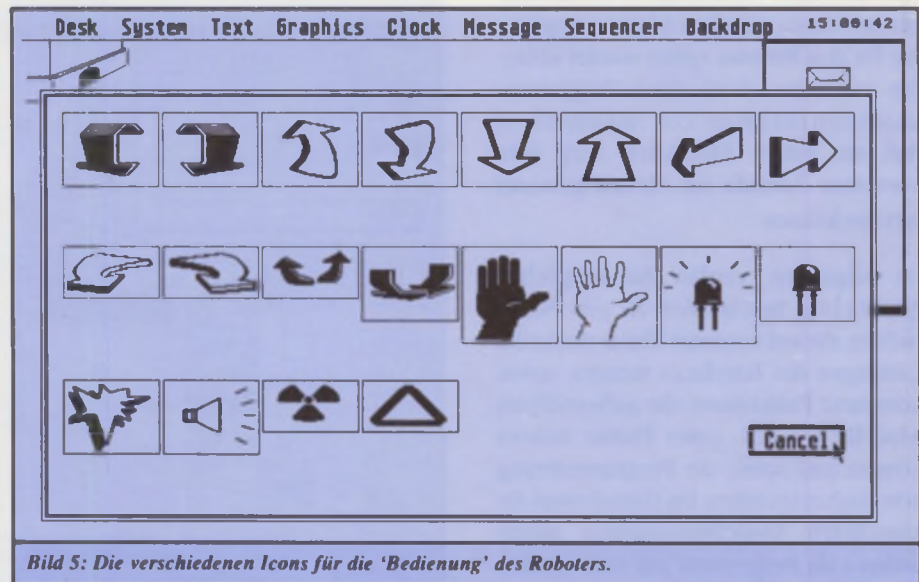 Desk System Text Graphics Clock Message Sequencer Backdrop 15:06:42
Cancel
Bild 5: Die verschiedenen Icons für die 'Bedienung' des Roboters.